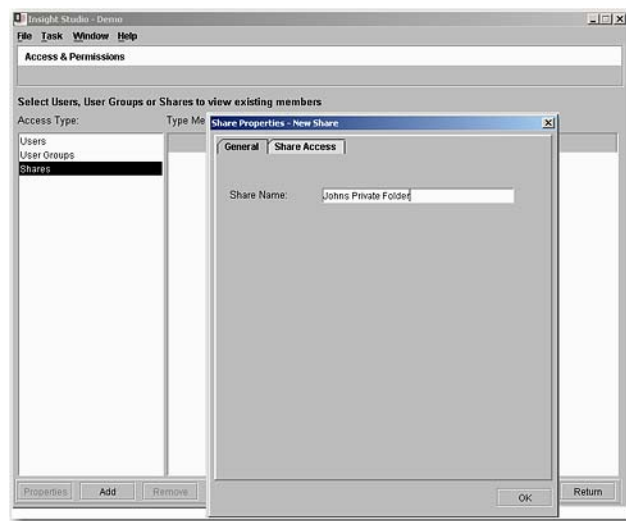 Insight Studio - Demo
File Task Window Help
Access & Permissions
Select Users, User Groups or Shares to view existing members
Access Type:
Type Me
Users
User Groups
Shares
Share Properties - New Share
General Share Access
Share Name: Johns Private Folder
OK
Properties Add Remove Return